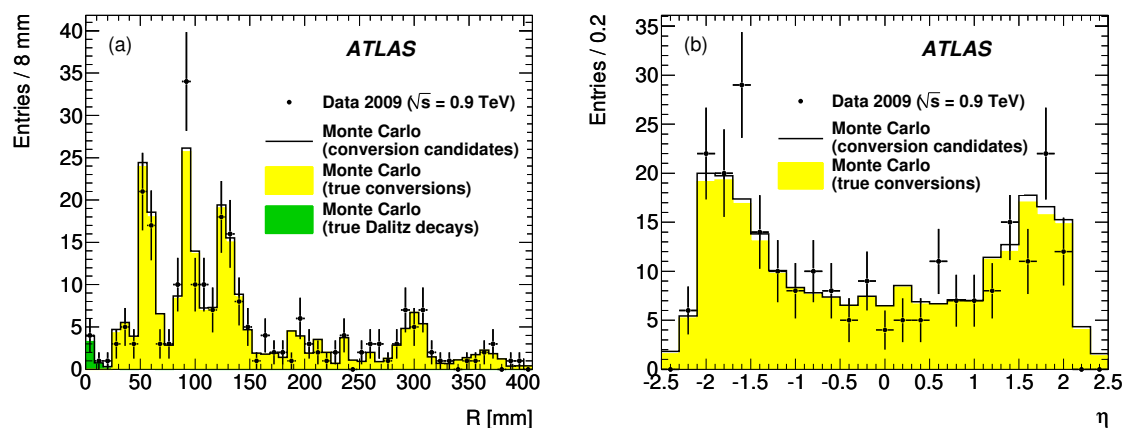 Entries / 8 mm
40
35
30
25
20
15
10
5
0
(a)
ATLAS
Data 2009 (√s = 0.9 TeV)
Monte Carlo
(conversion candidates)
Monte Carlo
(true conversions)
Monte Carlo
(true Dalitz decays)
0 50 100 150 200 250 300 350 400
R [mm]
Entries / 0.2
35
30
25
20
15
10
5
0
(b)
ATLAS
Data 2009 (√s = 0.9 TeV)
Monte Carlo
(conversion candidates)
Monte Carlo
(true conversions)
-2.5 -2 -1.5 -1 -0.5 0 0.5 1 1.5 2 2.5
η